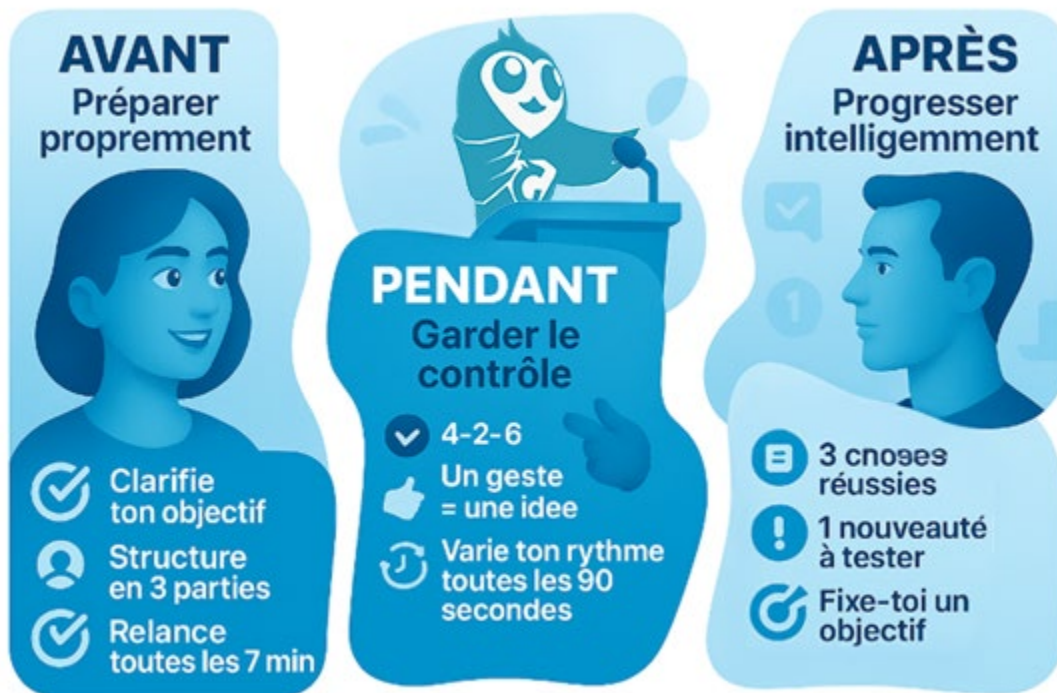 AVANT
Préparer
proprement
Clarifie
ton objectif
Structure
en 3 parties
Relance
toutes les 7 min
PENDANT
Garder le
contrôle
4-2-6
Un geste
= une idee
Varie ton rythme
toutes les 90
secondes
APRÈS
Progresser
intelligemment
1
3 cnoses
réussies
1 nouveauté
à tester
Fixe-toi un
objectif